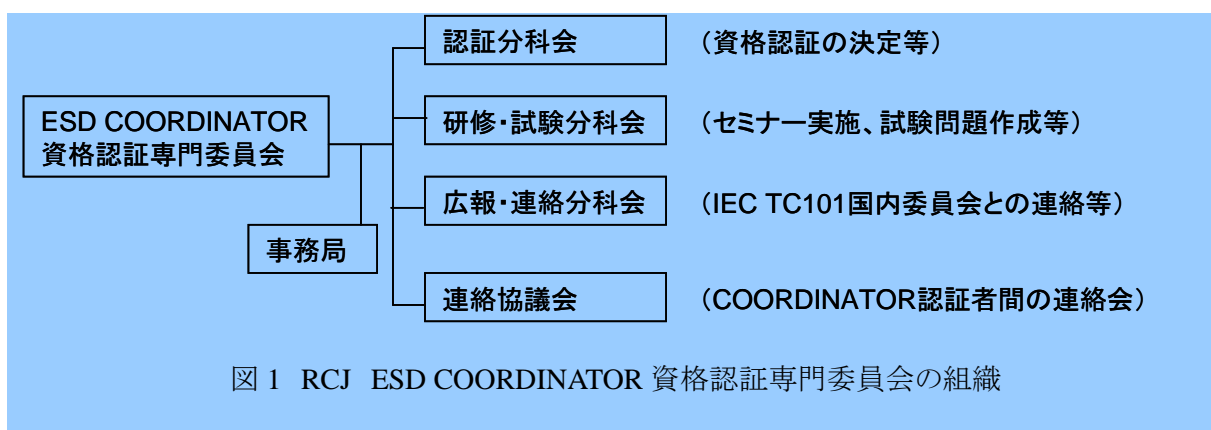 認証分科会 （資格認証の決定等）
ESD COORDINATOR
資格認証専門委員会
研修・試験分科会 （セミナー実施、試験問題作成等）
広報・連絡分科会 （IEC TC101国内委員会との連絡等）
事務局
連絡協議会 （COORDINATOR認証者間の連絡会）
図 1 RCJ ESD COORDINATOR 資格認証専門委員会の組織